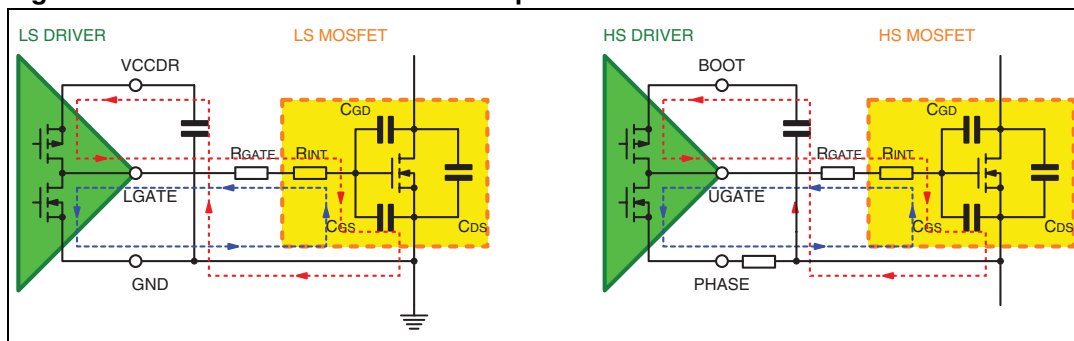 LS DRIVER
LS MOSFET
VCCDR
CGD
RGATE
RINT
LGATE
CGS
CDS
GND
HS DRIVER
HS MOSFET
BOOT
CGD
RGATE
RINT
UGATE
CGS
CDS
PHASE